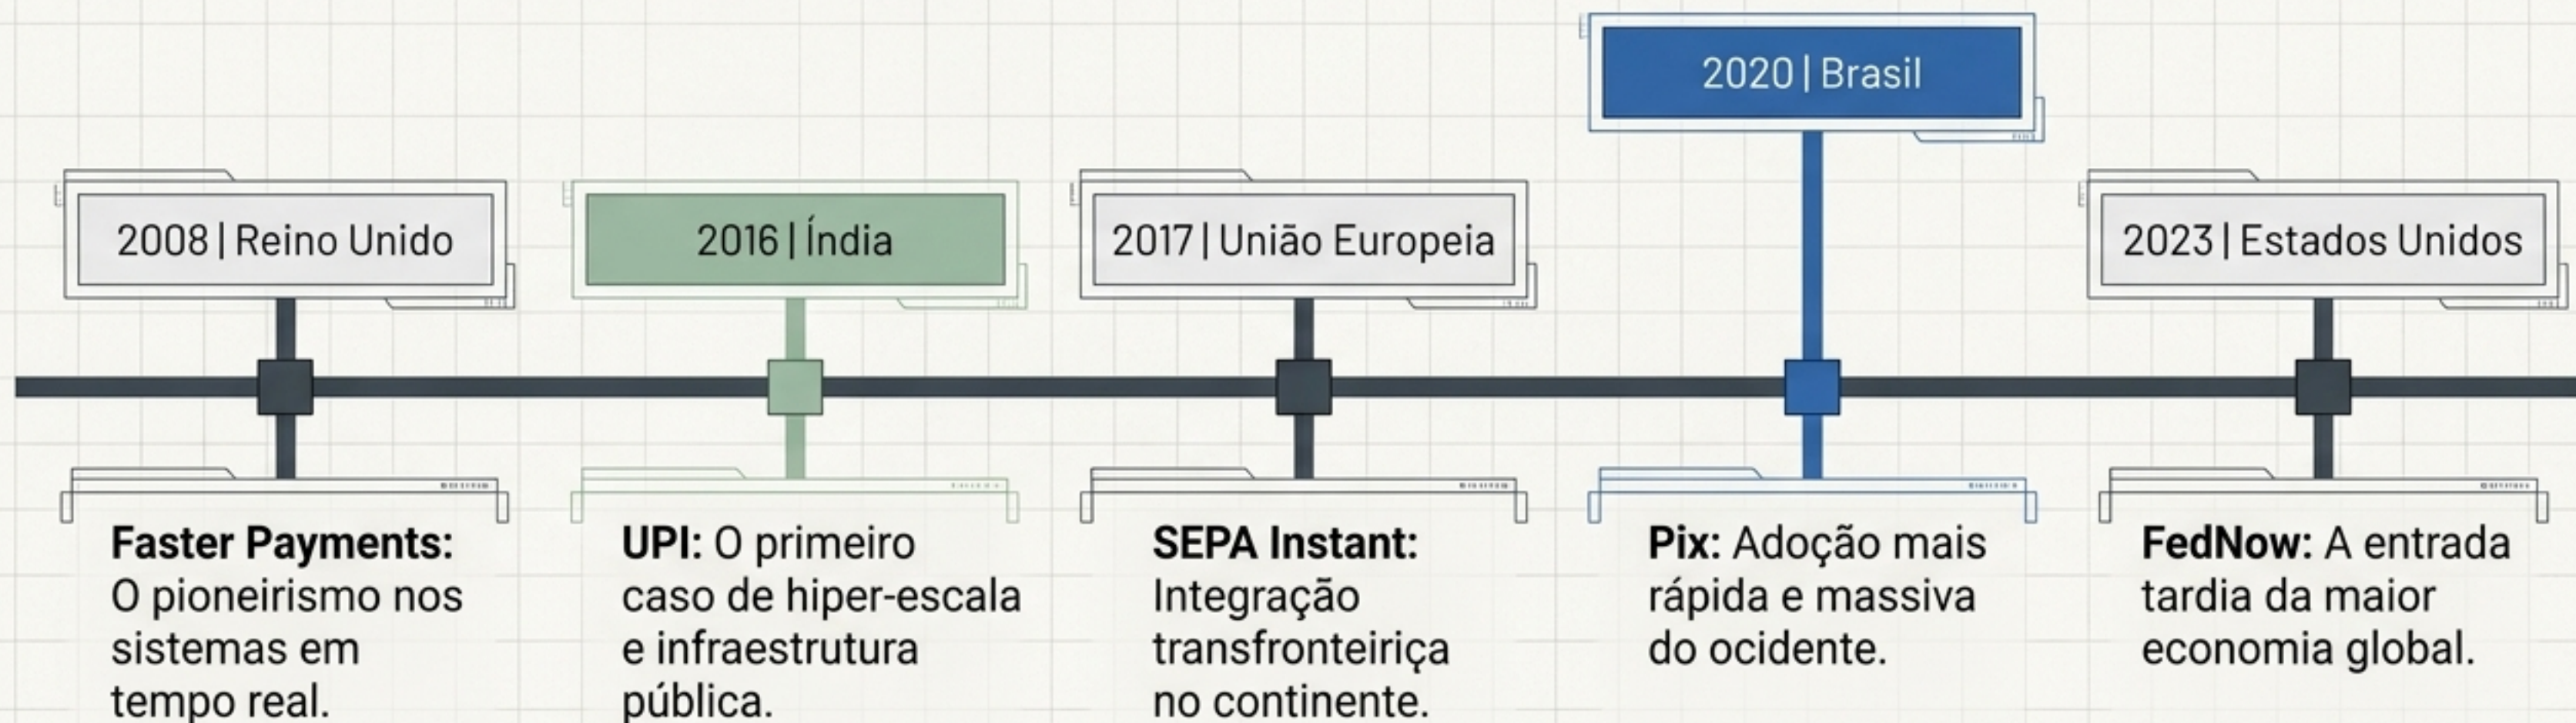 2020 | Brasil
2008 | Reino Unido
2016 | Índia
2017 | União Europeia
2023 | Estados Unidos
Faster Payments:
O pioneirismo nos
sistemas em
tempo real.
UPI: O primeiro
caso de hiper-escala
e infraestrutura
pública.
SEPA Instant:
Integração
transfronteiriça
no continente.
Pix: Adoção mais
rápida e massiva
do ocidente.
FedNow: A entrada
tardia da maior
economia global.